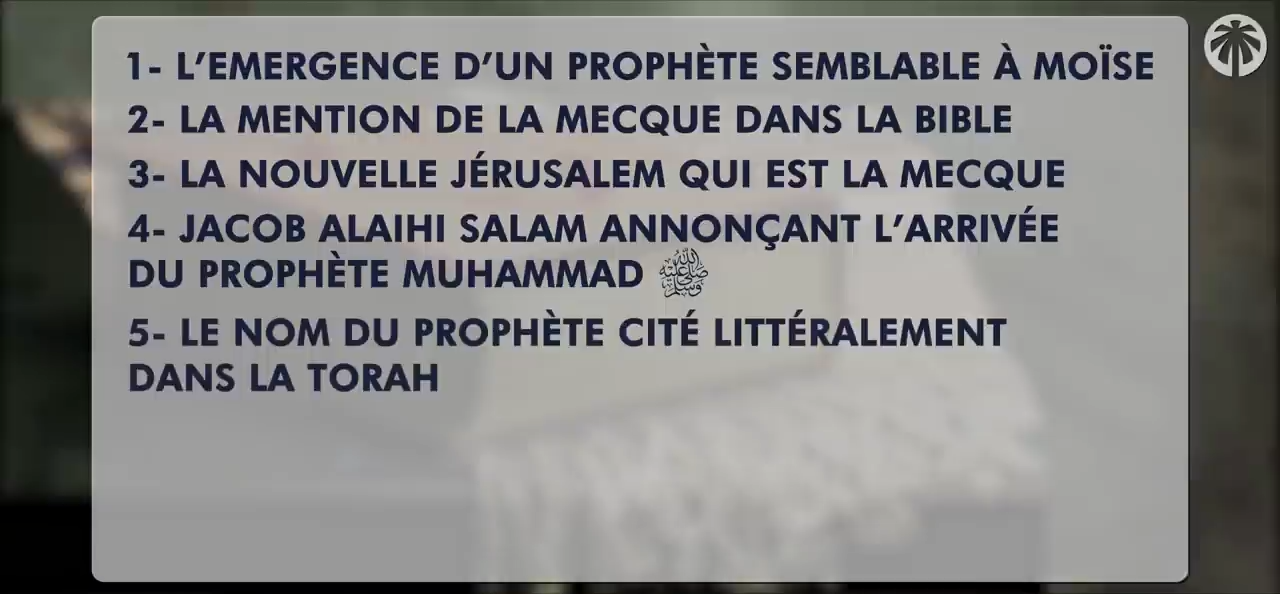 1- L’EMERGENCE D’UN PROPHÈTE SEMBLABLE À MOÏSE
2- LA MENTION DE LA MECQUE DANS LA BIBLE
3- LA NOUVELLE JÉRUSALEM QUI EST LA MECQUE
4- JACOB ALAIHI SALAM ANNONÇANT L’ARRIVÉE
DU PROPHÈTE MUHAMMAD ﷺ
5- LE NOM DU PROPHÈTE CITÉ LITTÉRALEMENT
DANS LA TORAH